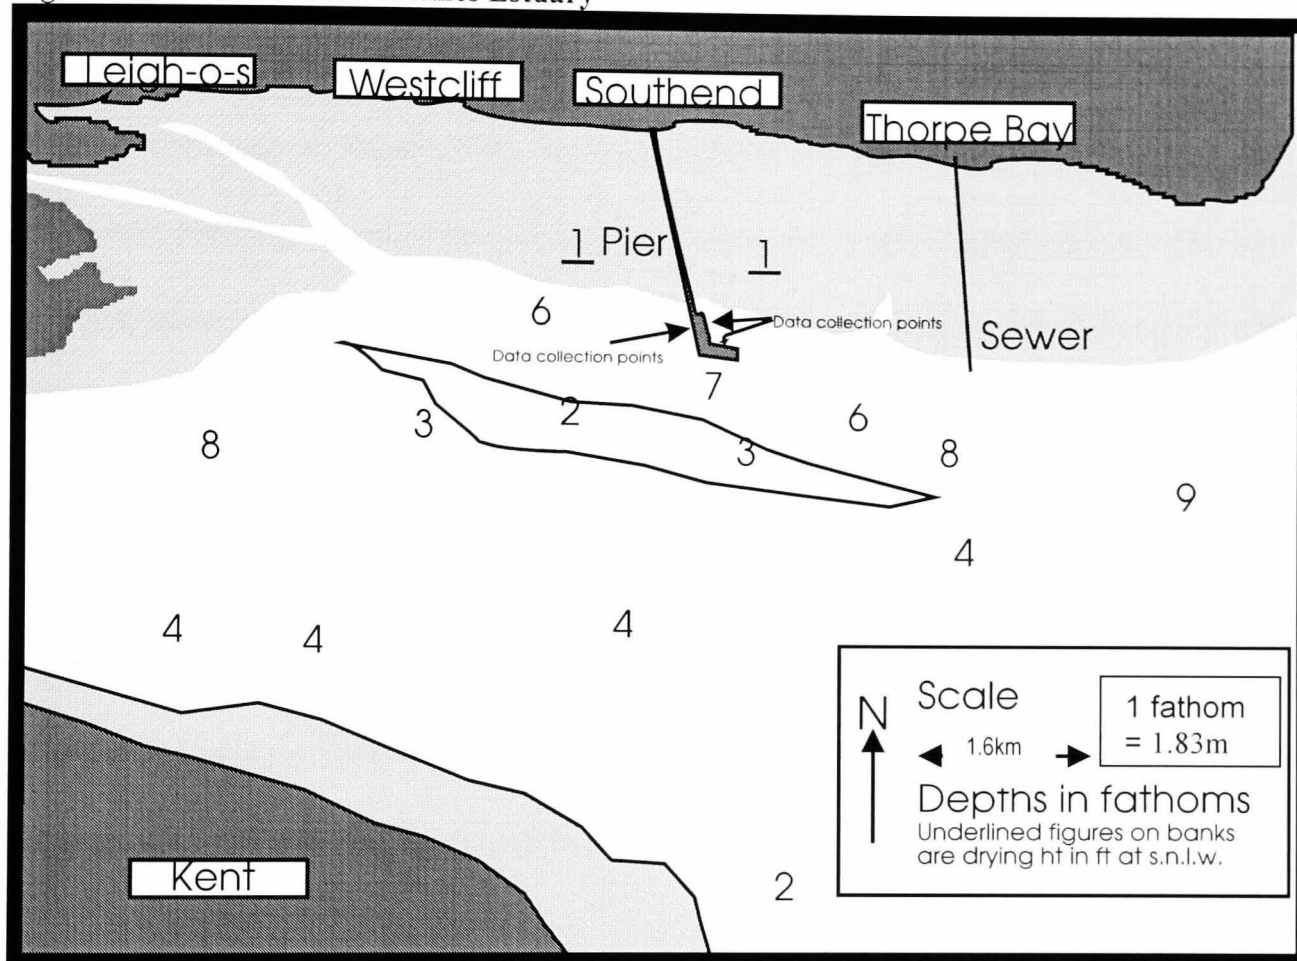 Estuary
Leigh-o-s
Westcliff
Southend
Thorpe Bay
1 Pier
1
6
Data collection points
Data collection points
Sewer
7
2
6
3
3
8
8
9
4
4
4
4
N
Scale
1.6km
1 fathom
= 1.83m
Depths in fathoms
Underlined figures on banks
are drying ht in ft at s.n.l.w.
Kent
2